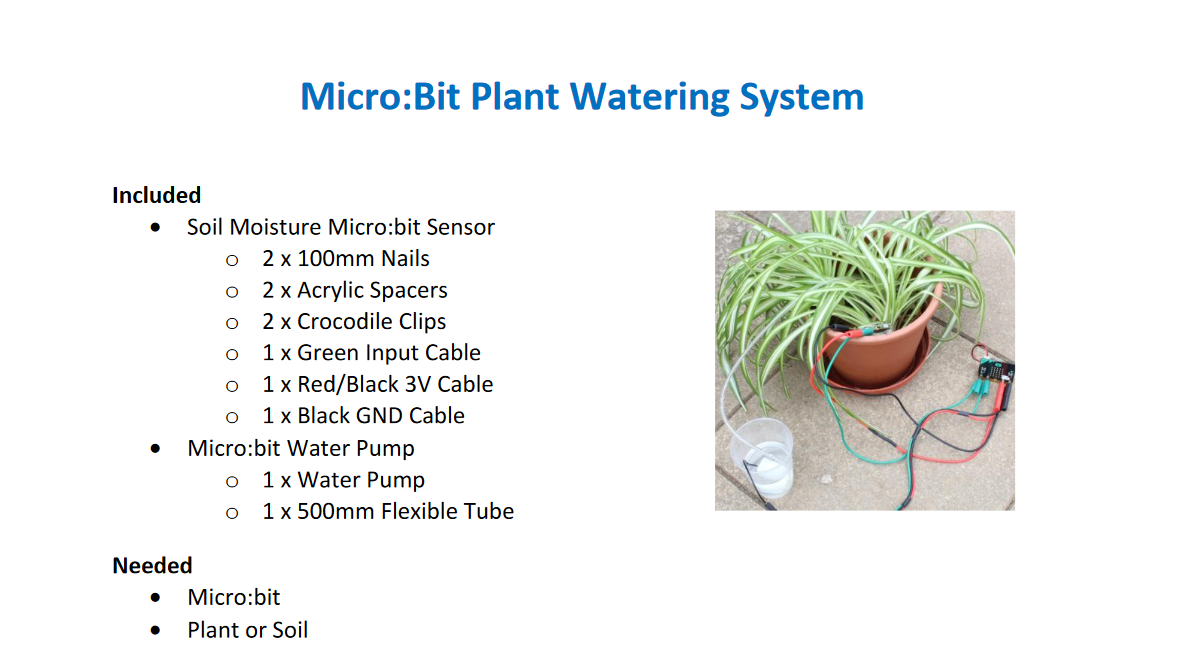 Micro:Bit Plant Watering System
Included
• Soil Moisture Micro:bit Sensor
o 2 x 100mm Nails
o 2 x Acrylic Spacers
o 2 x Crocodile Clips
o 1 x Green Input Cable
o 1 x Red/Black 3V Cable
o 1 x Black GND Cable
• Micro:bit Water Pump
o 1 x Water Pump
o 1 x 500mm Flexible Tube
Needed
• Micro:bit
• Plant or Soil